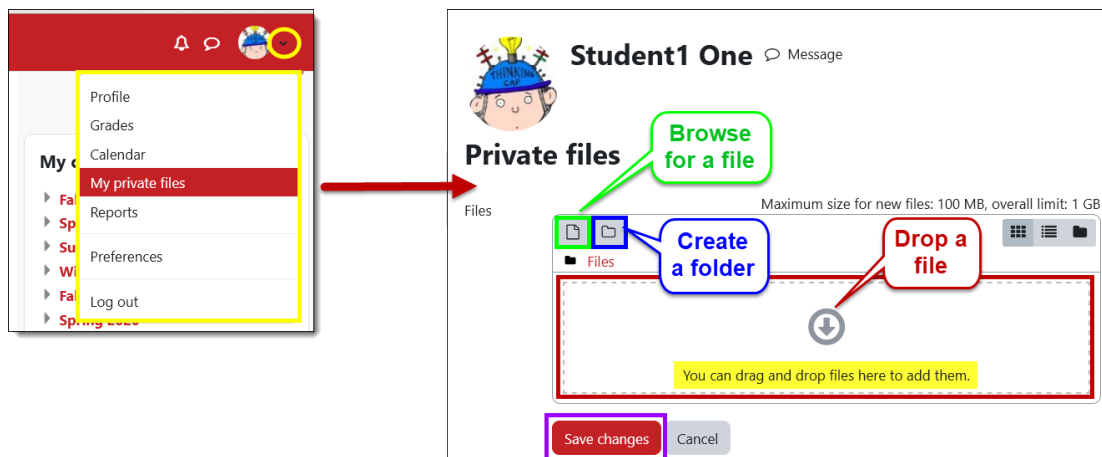 Profile
Grades
Calendar
My private files
Reports
Preferences
Log out
My
Fal
Sp
Su
Wi
Fal
THINKING
CAP
Student1 One
Message
Private files
Browse
for a file
Files
Maximum size for new files: 100 MB, overall limit: 1 GB
Create
a folder
Drop a
file
Files
You can drag and drop files here to add them.
Save changes
Cancel